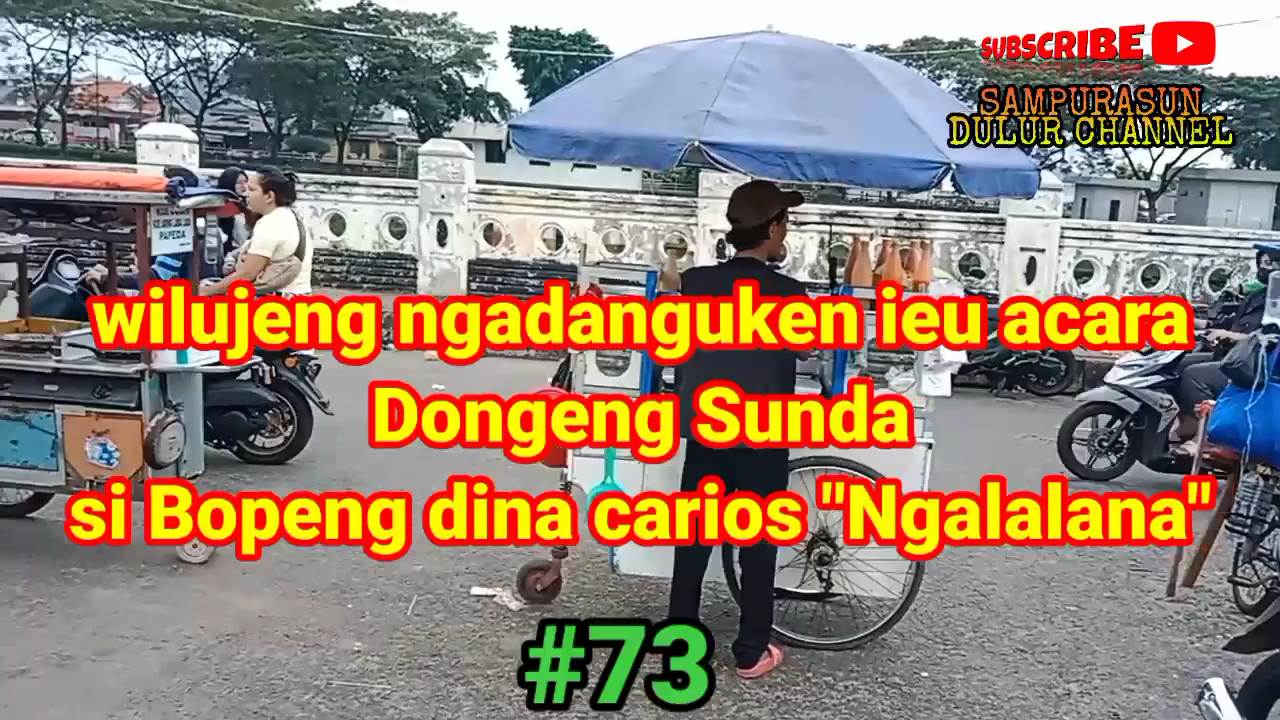 SUBSCRIBE
SAMPURASUN
DULUR CHANNEL
PAPEDA
wilujeng ngadanguken ieu acara
Dongeng Sunda
si Bopeng dina carios "Ngalalana"
#73